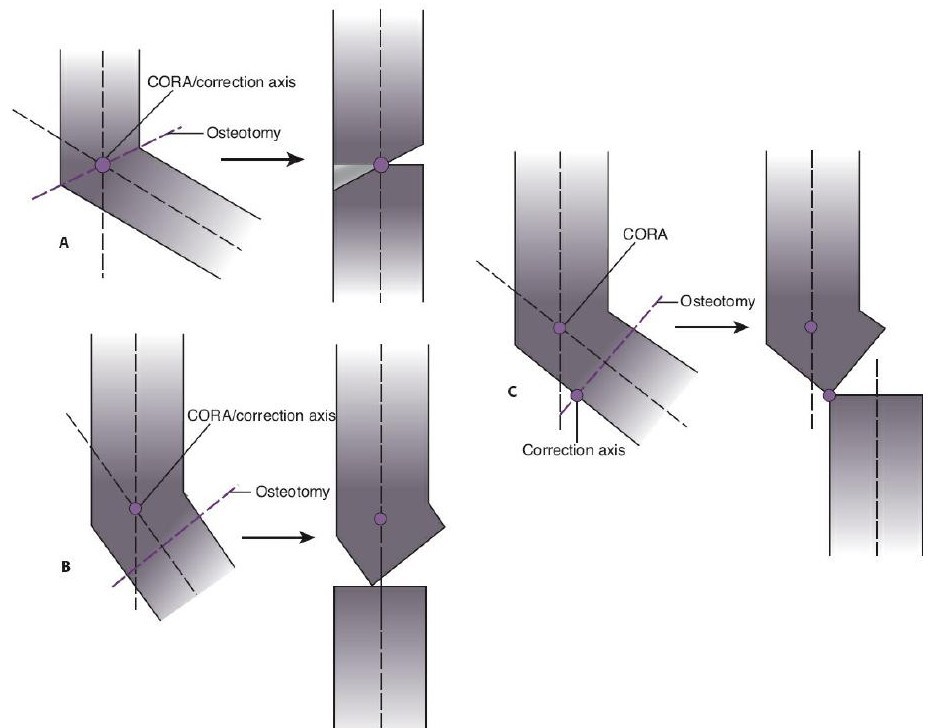 CORA/correction axis
Osteotomy
A
CORA/correction axis
Osteotomy
B
CORA
Osteotomy
C
Correction axis